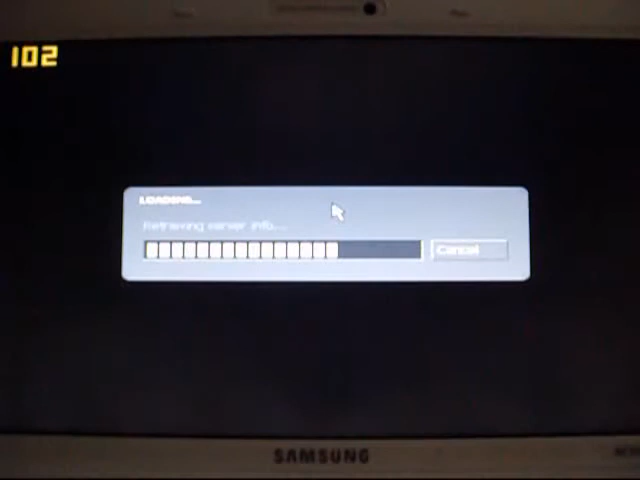 102
LOADING...
Retrieving server info...
Cancel
SAMSUNG